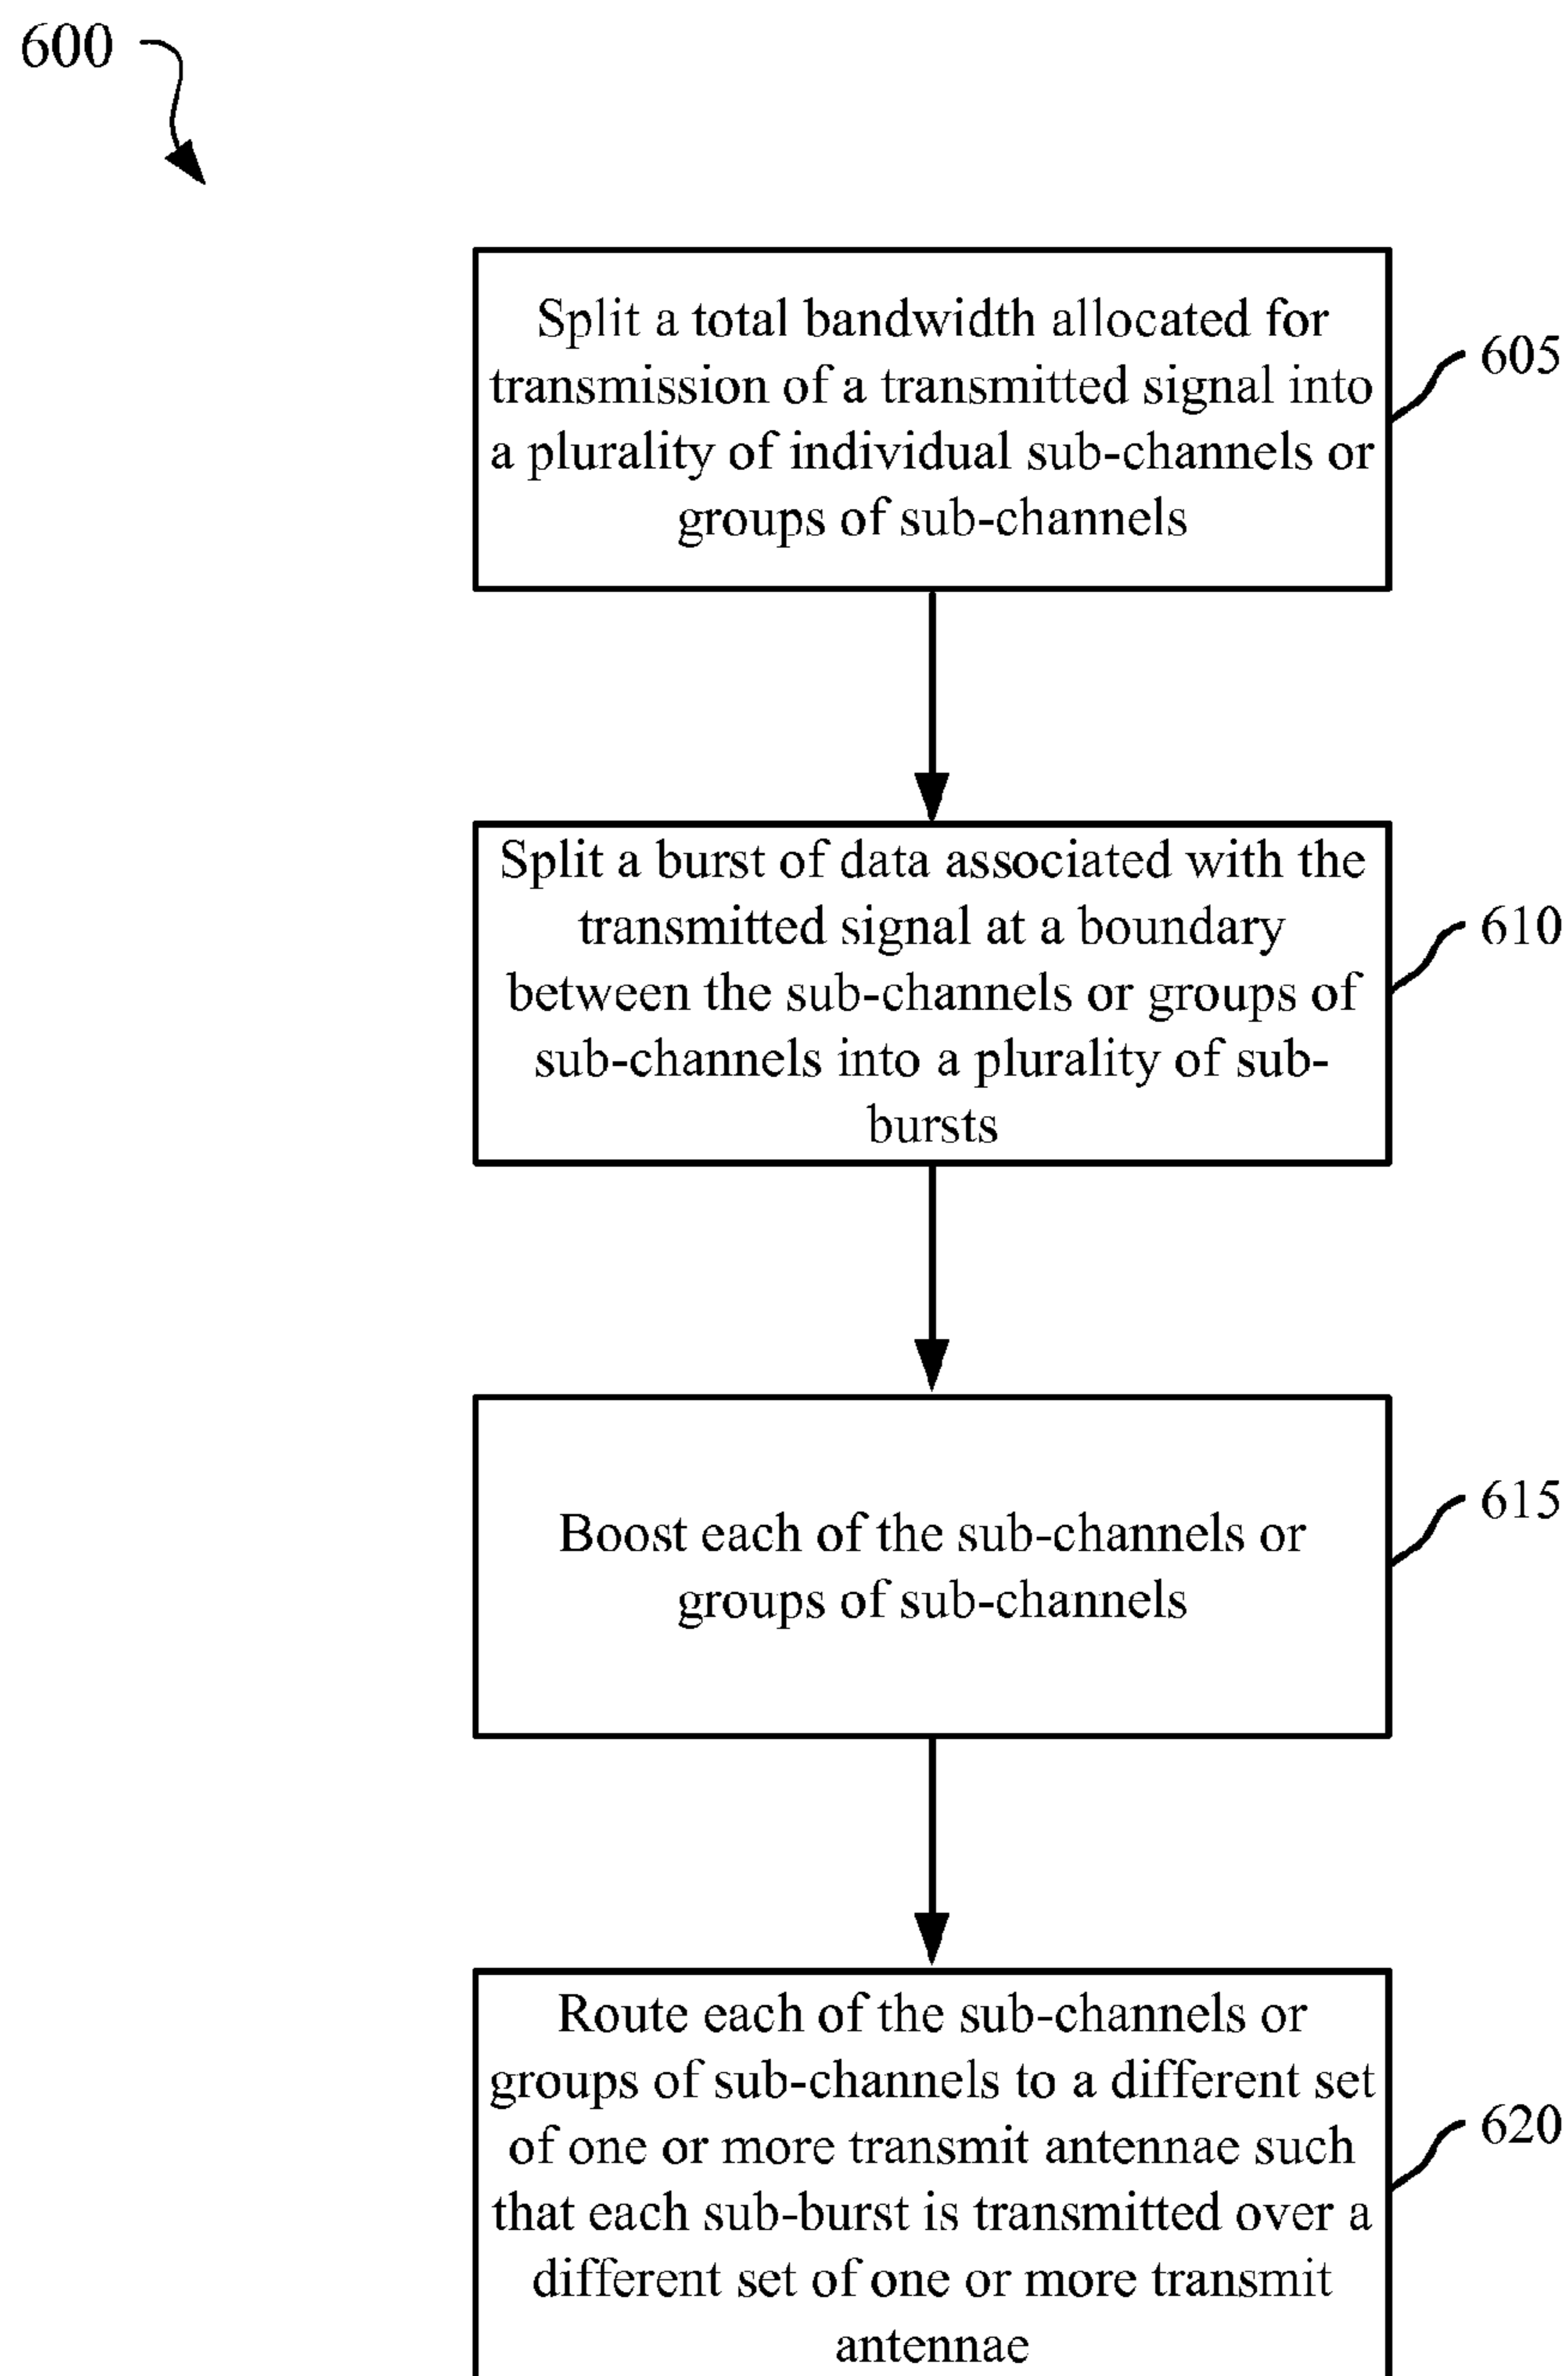 600
Split a total bandwidth allocated for
transmission of a transmitted signal into
a plurality of individual sub-channels or
groups of sub-channels
605
Split a burst of data associated with the
transmitted signal at a boundary
between the sub-channels or groups of
sub-channels into a plurality of sub-
bursts
610
Boost each of the sub-channels or
groups of sub-channels
615
Route each of the sub-channels or
groups of sub-channels to a different set
of one or more transmit antennae such
that each sub-burst is transmitted over a
different set of one or more transmit
antennae
620